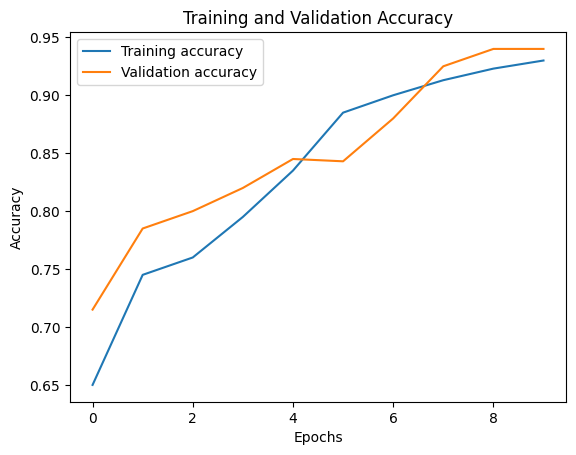 Training and Validation Accuracy
Training accuracy
Validation accuracy
0.95
0.90
0.85
0.80
0.75
0.70
0.65
Accuracy
0 2 4 6 8
Epochs